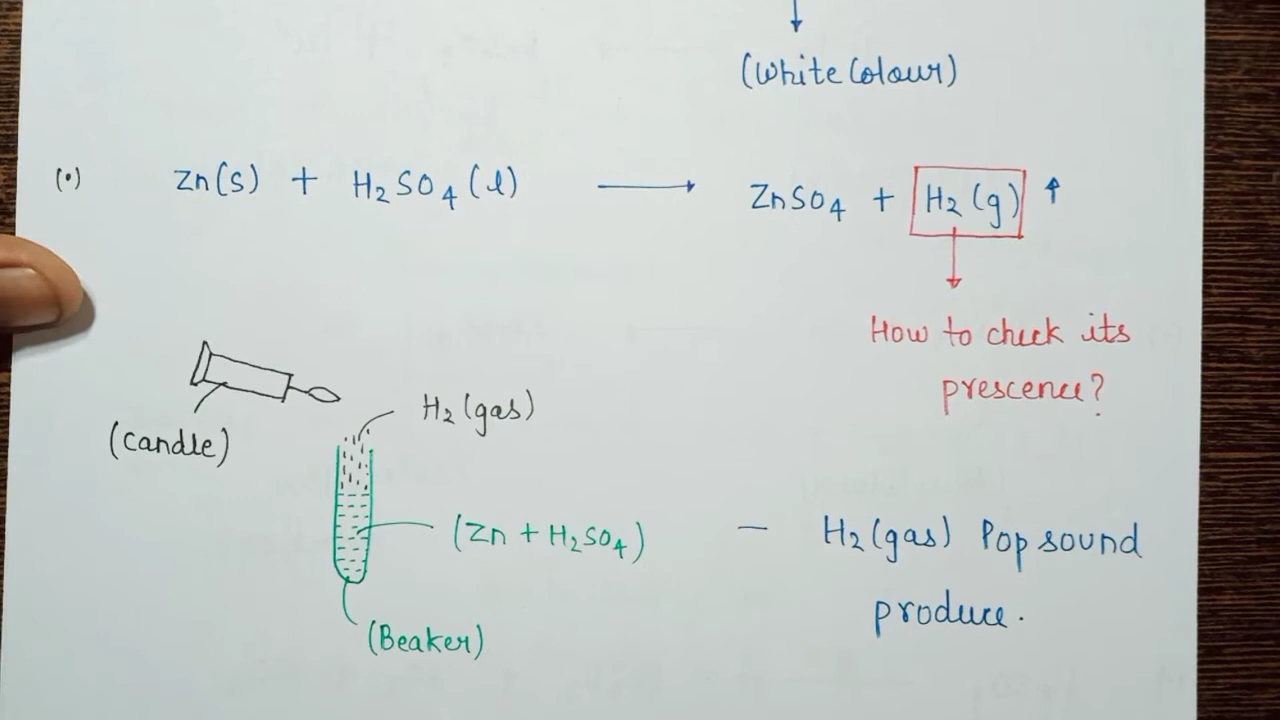 (White Colour)
(•) Zn(s) + H2SO4(l) → ZnSO4 + H2(g) ↑
How to check its
prescence?
H2(gas)
(Candle)
(Zn + H2SO4)
– H2(gas) Pop sound
produce.
(Beaker)